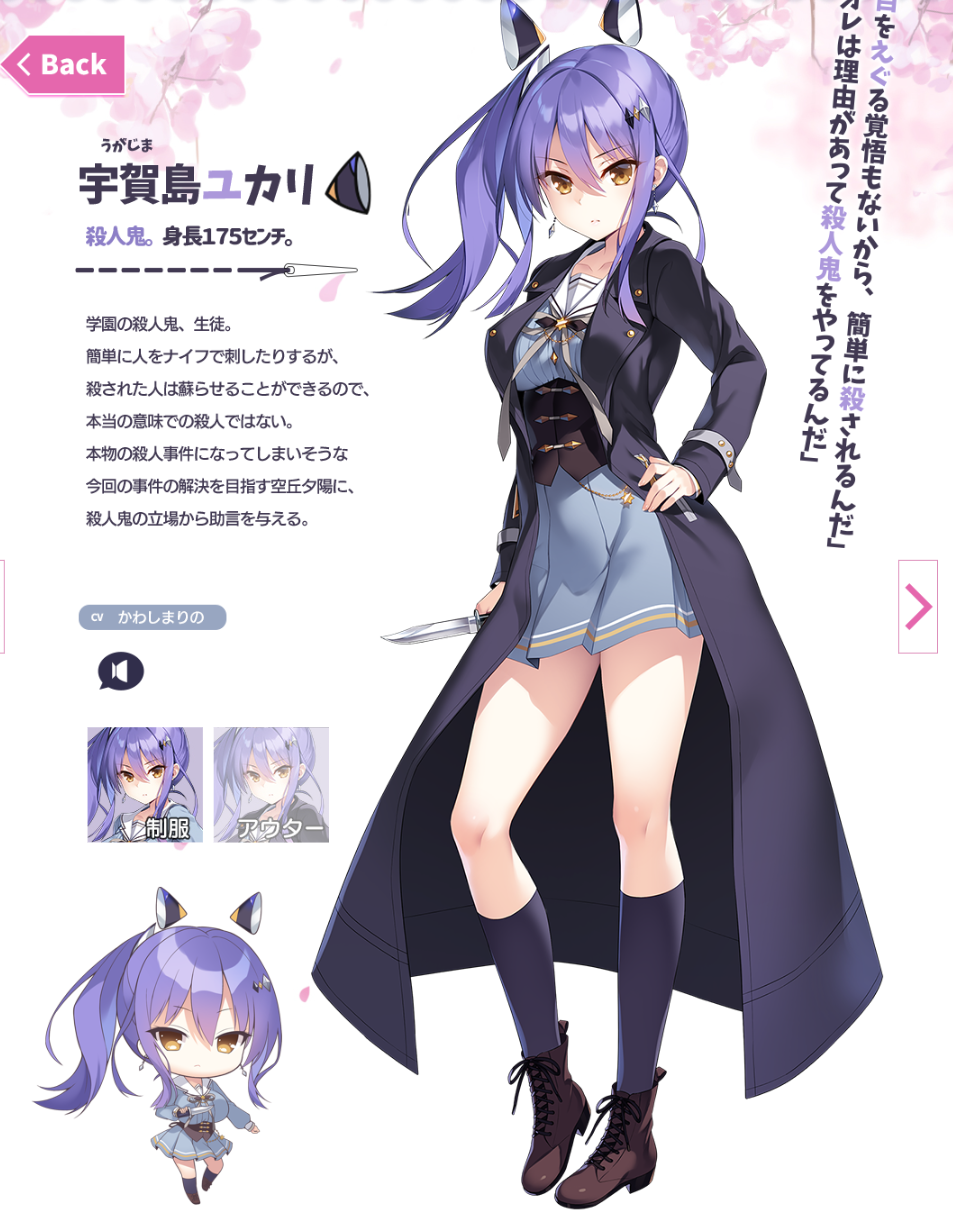 Back
目をえぐる覚悟もないから、簡単に殺されるんだ」
オレは理由があって殺人鬼をやってるんだ」
うがじま
宇賀島ユカリ
殺人鬼。身長175センチ。
学園の殺人鬼、生徒。
簡単に人をナイフで刺したりするが、
殺された人は蘇らせることができるので、
本当の意味での殺人ではない。
本物の殺人事件になってしまいそうな
今回の事件の解決を目指す空丘夕陽に、
殺人鬼の立場から助言を与える。
CV かわしまりの
制服
アウター